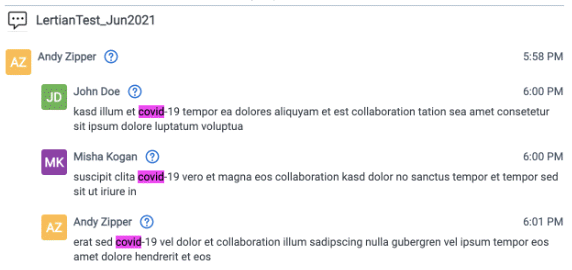 LertianTest_Jun2021
AZ Andy Zipper ? 5:58 PM
JD John Doe ? 6:00 PM
kasd illum et covid-19 tempor ea dolores aliquyam et est collaboration tation sea amet consetetur
sit ipsum dolore luptatum voluptua
MK Misha Kogan ? 6:00 PM
suscipit clita covid-19 vero et magna eos collaboration kasd dolor no sanctus tempor et tempor sed
sit ut iriure in
AZ Andy Zipper ? 6:01 PM
erat sed covid-19 vel dolor et collaboration illum sadipscing nulla gubergren vel ipsum tempor eos
amet dolore hendrerit et eos